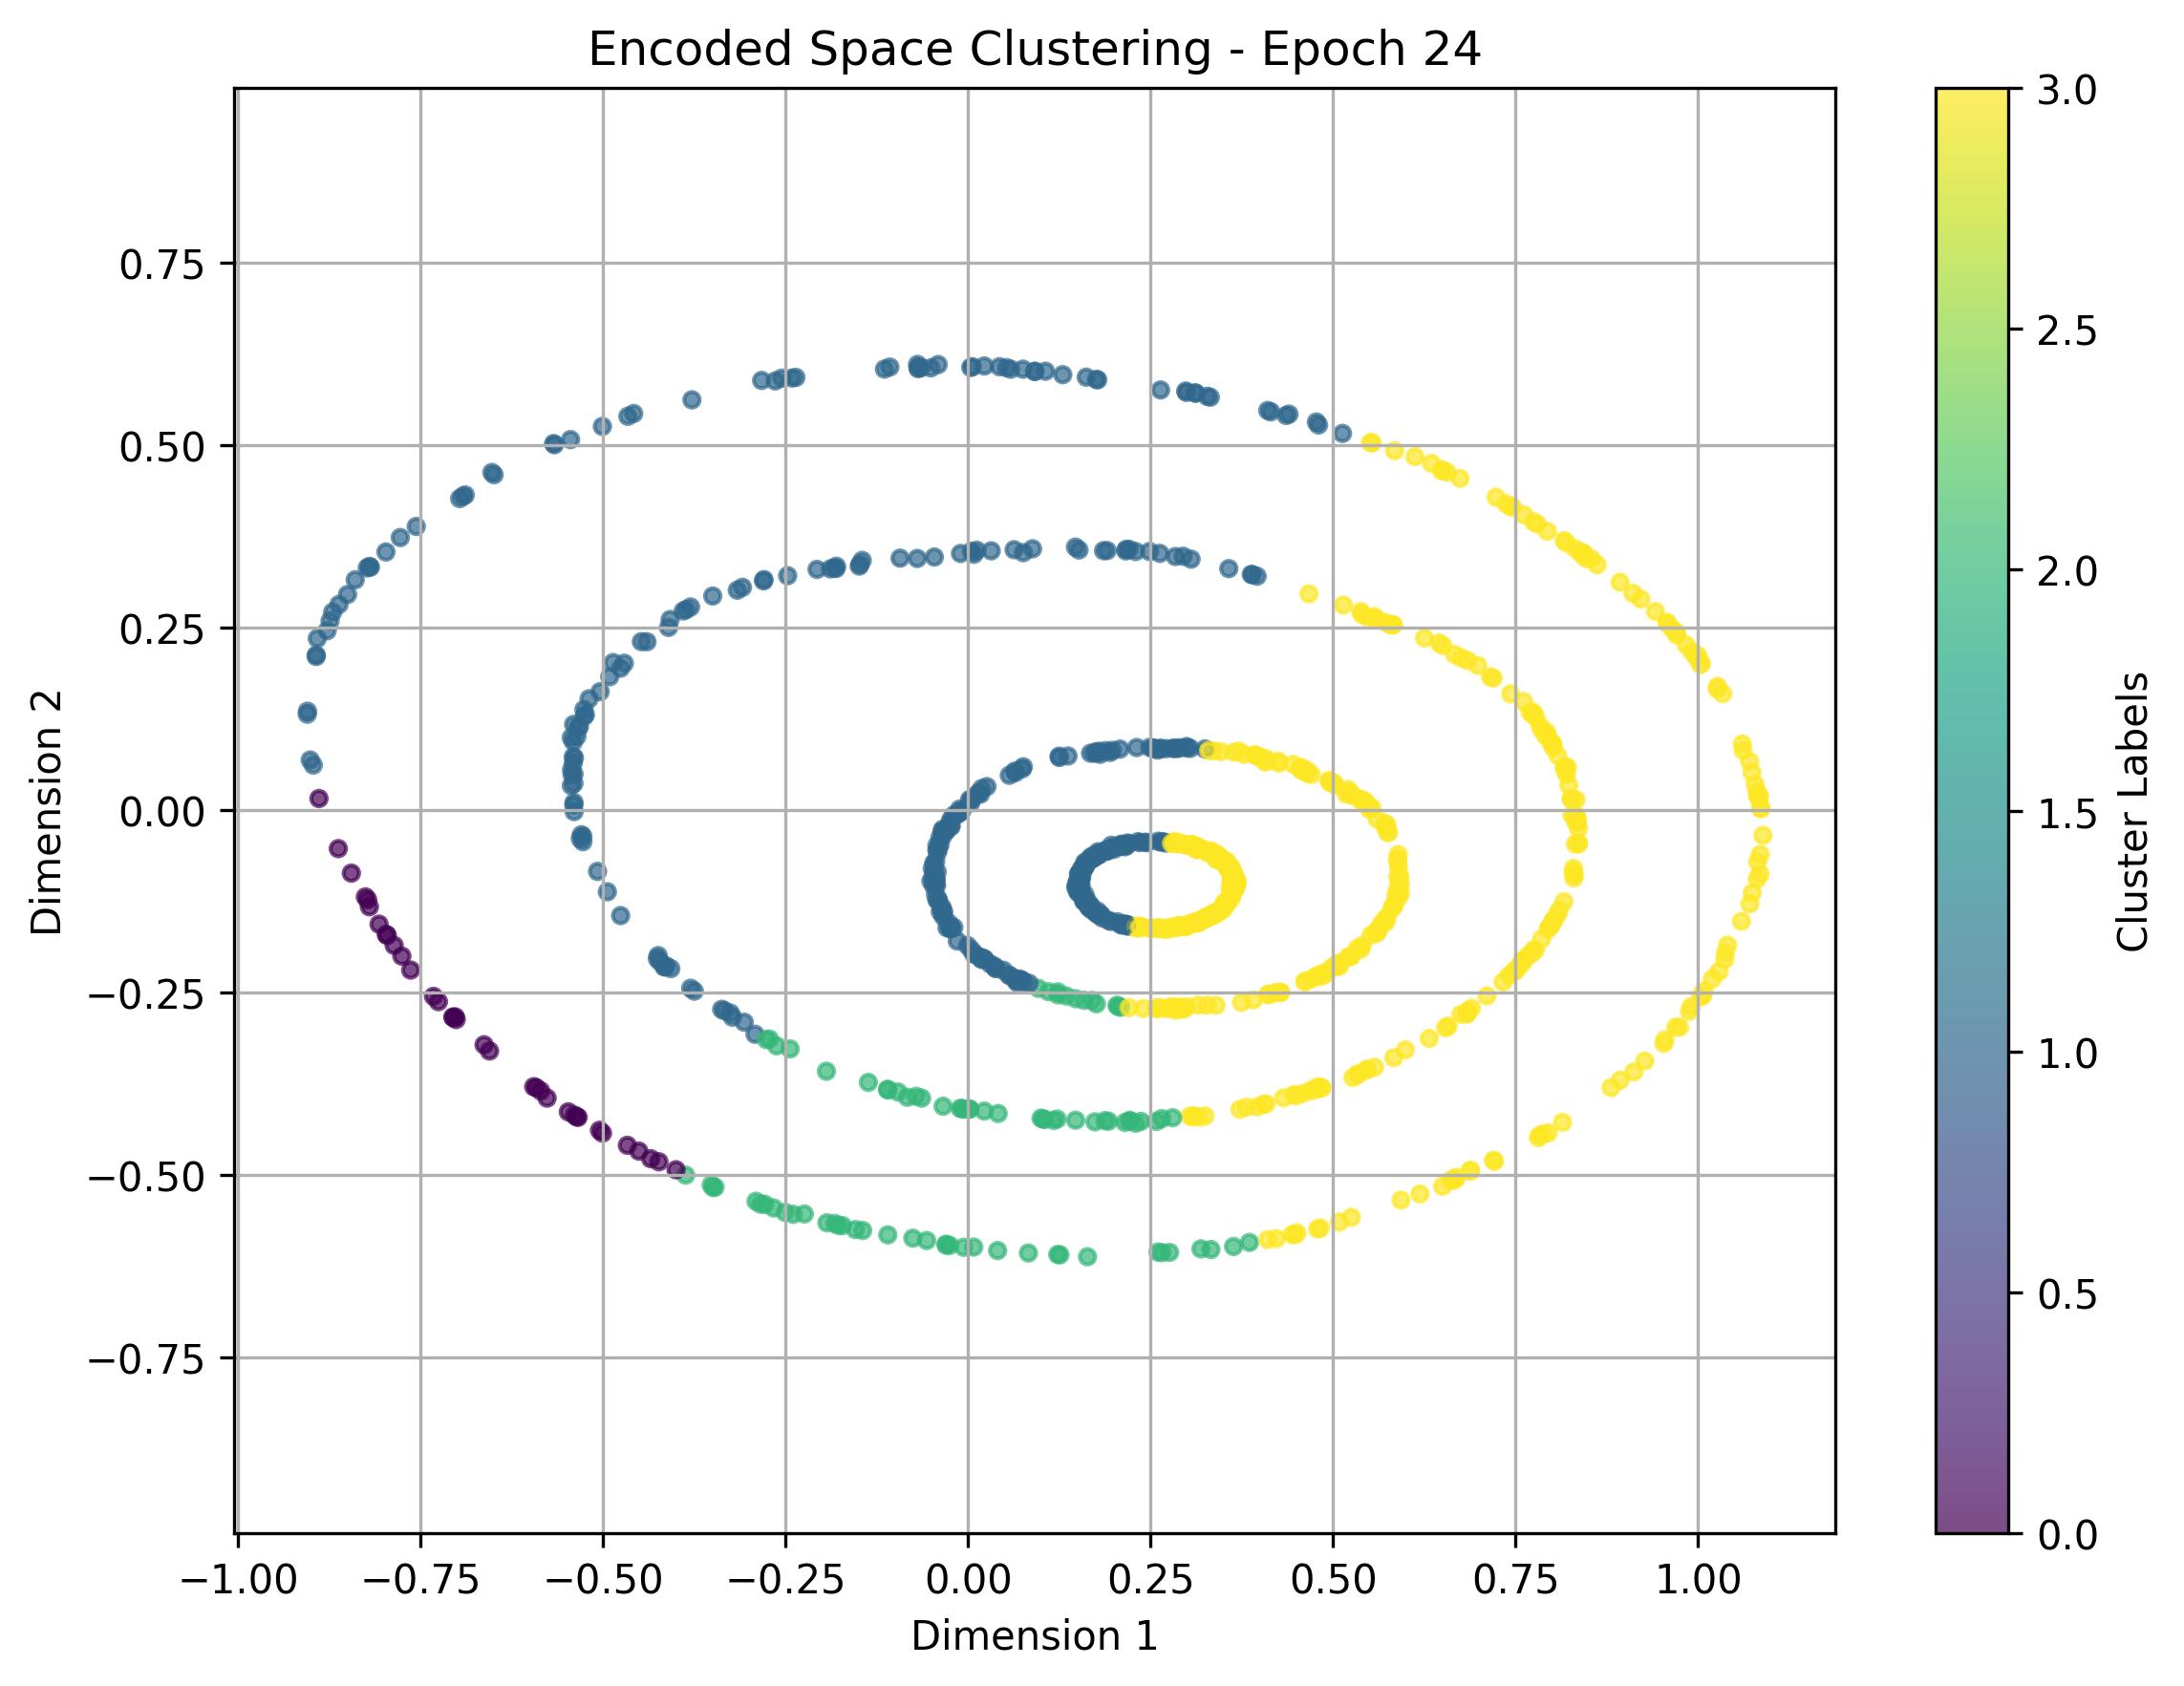 Encoded Space Clustering - Epoch 24
0.75
0.50
0.25
0.00
−0.25
−0.50
−0.75
Dimension 2
−1.00 −0.75 −0.50 −0.25 0.00 0.25 0.50 0.75 1.00
Dimension 1
3.0
2.5
2.0
1.5
1.0
0.5
0.0
Cluster Labels